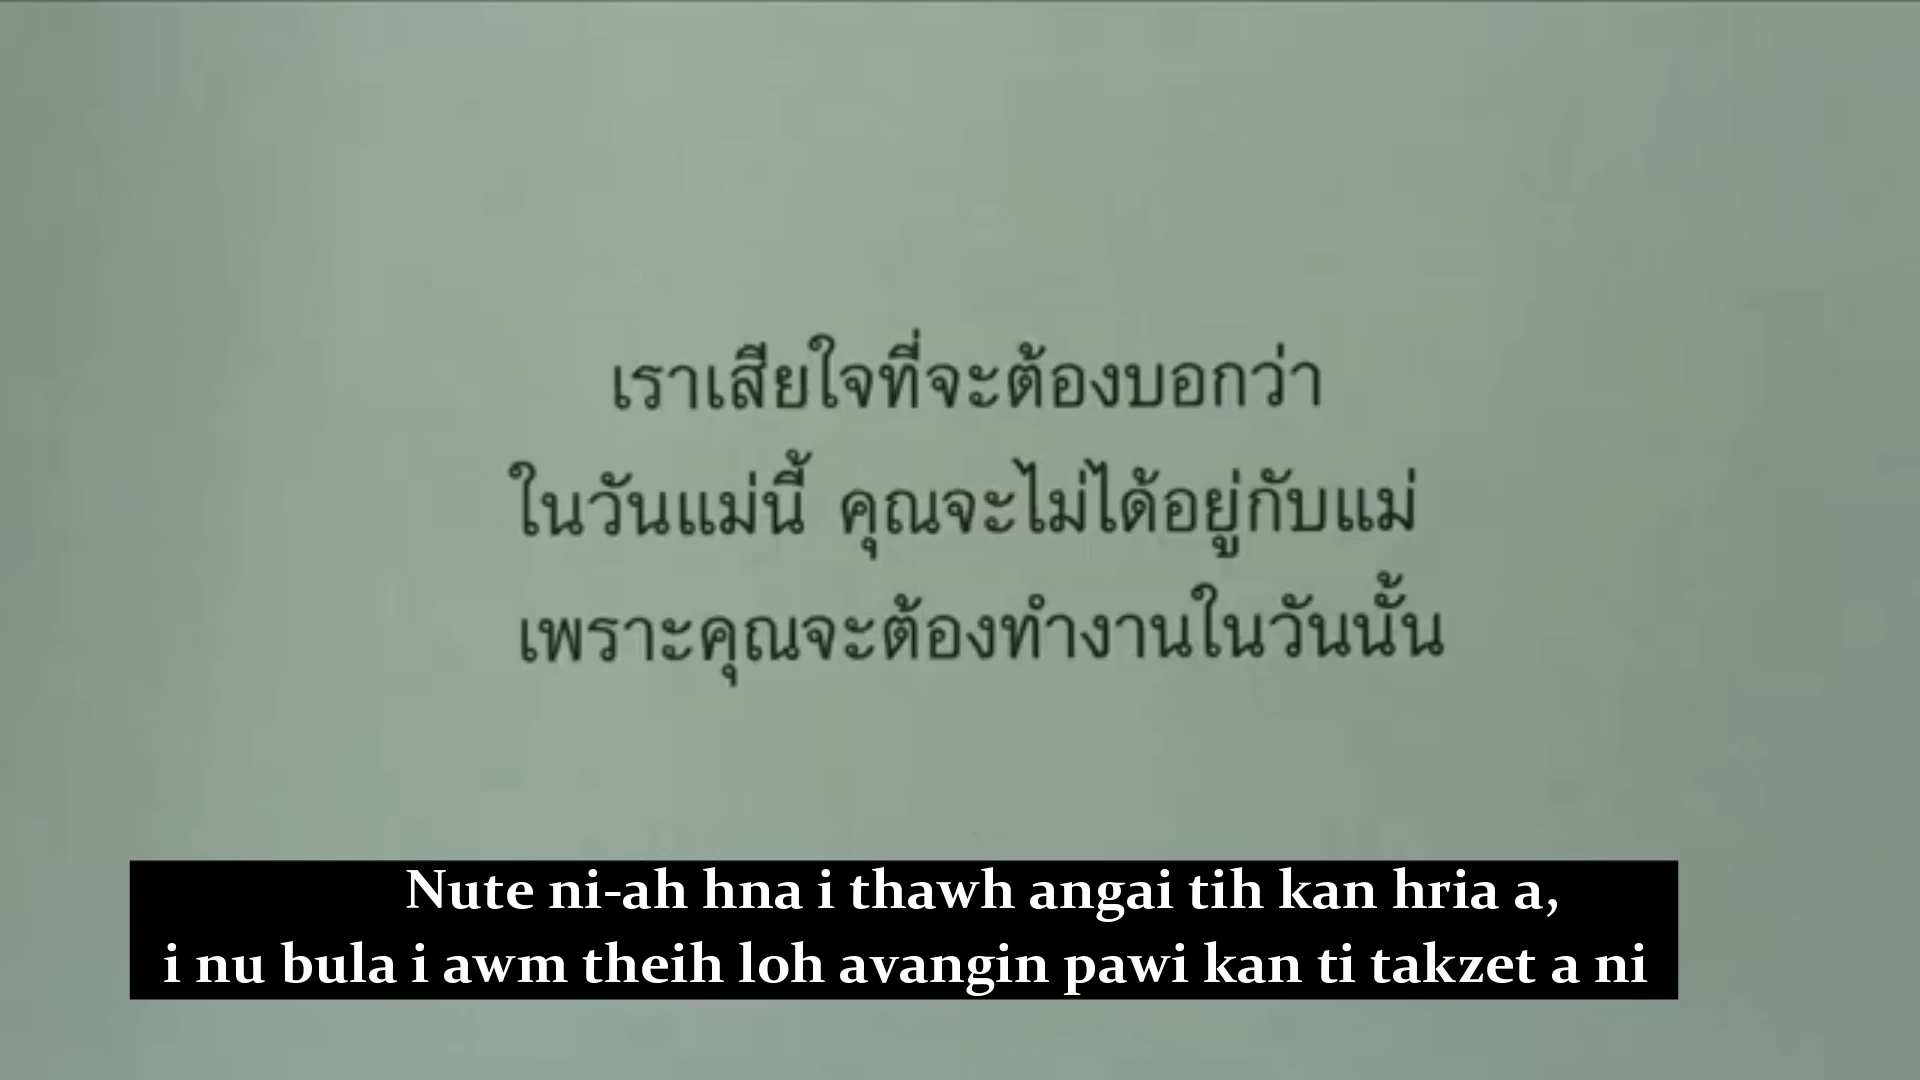 เราเสียใจที่จะต้องบอกว่า
ในวันแม่นี้ คุณจะไม่ได้อยู่กับแม่
เพราะคุณจะต้องทำงานในวันนั้น
Nute ni-ah hna i thawh angai tih kan hria a,
i nu bula i awm theih loh avangin pawi kan ti takzet a ni